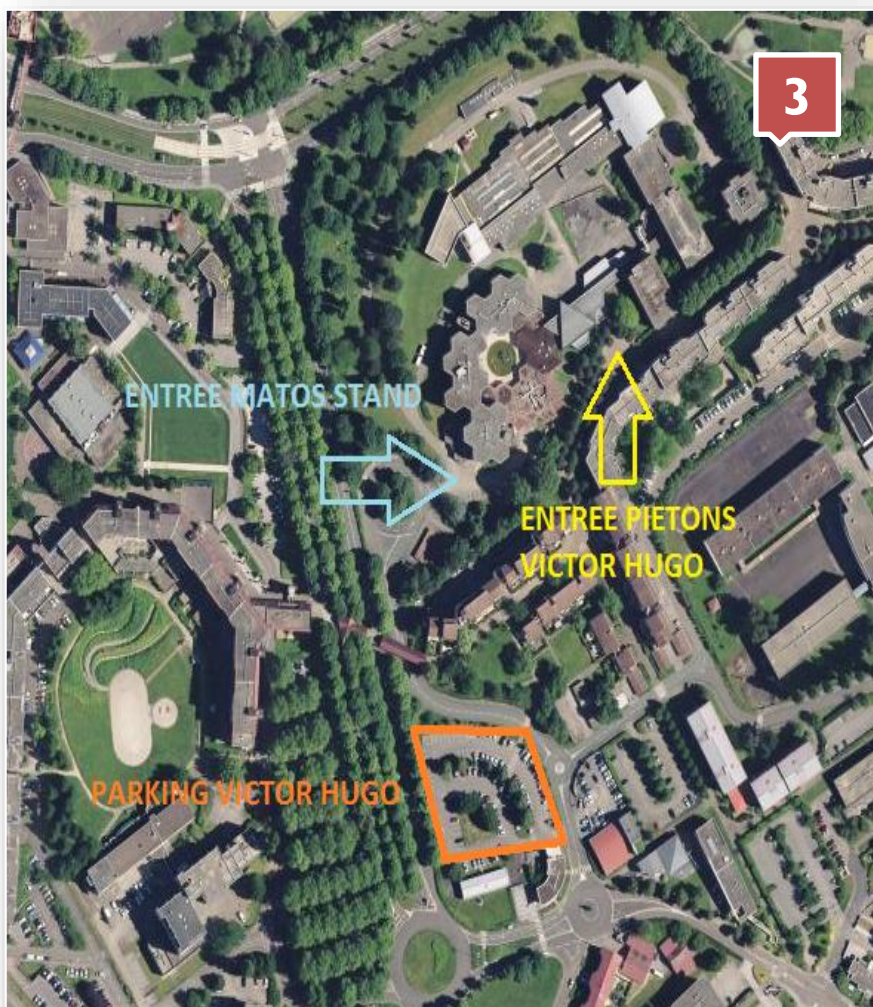 3
ENTREE MATOS STAND
ENTREE PIETONS
VICTOR HUGO
PARKING VICTOR HUGO